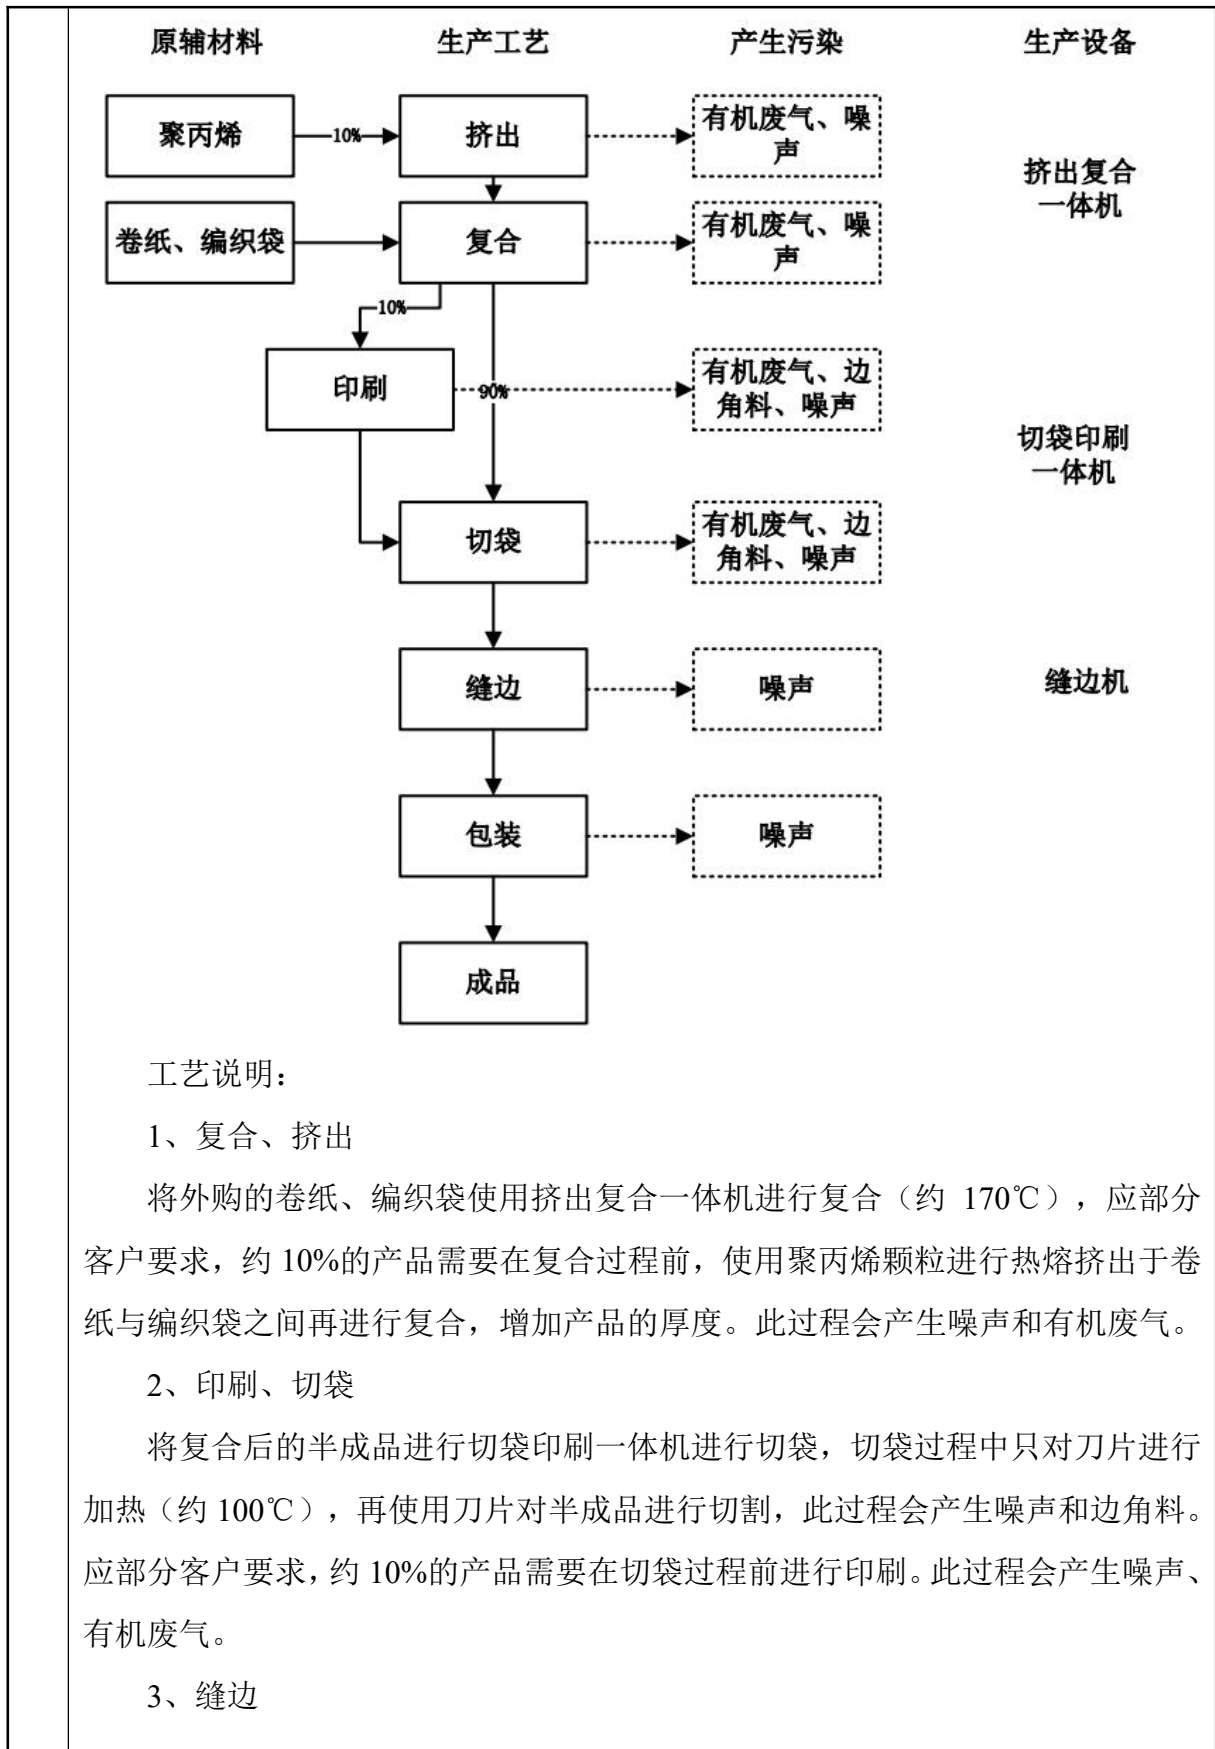 原辅材料 生产工艺 产生污染 生产设备
聚丙烯 10% 挤出 有机废气、噪
声
挤出复合
一体机
卷纸、编织袋 复合 有机废气、噪
声
10%
印刷 90% 有机废气、边
角料、噪声
切袋印刷
一体机
切袋 有机废气、边
角料、噪声
缝边 噪声 缝边机
包装 噪声
成品
工艺说明：
1、复合、挤出
将外购的卷纸、编织袋使用挤出复合一体机进行复合（约 170℃），应部分
客户要求，约 10%的产品需要在复合过程前，使用聚丙烯颗粒进行热熔挤出于卷
纸与编织袋之间再进行复合，增加产品的厚度。此过程会产生噪声和有机废气。
2、印刷、切袋
将复合后的半成品进行切袋印刷一体机进行切袋，切袋过程中只对刀片进行
加热（约 100℃），再使用刀片对半成品进行切割，此过程会产生噪声和边角料。
应部分客户要求，约 10%的产品需要在切袋过程前进行印刷。此过程会产生噪声、
有机废气。
3、缝边